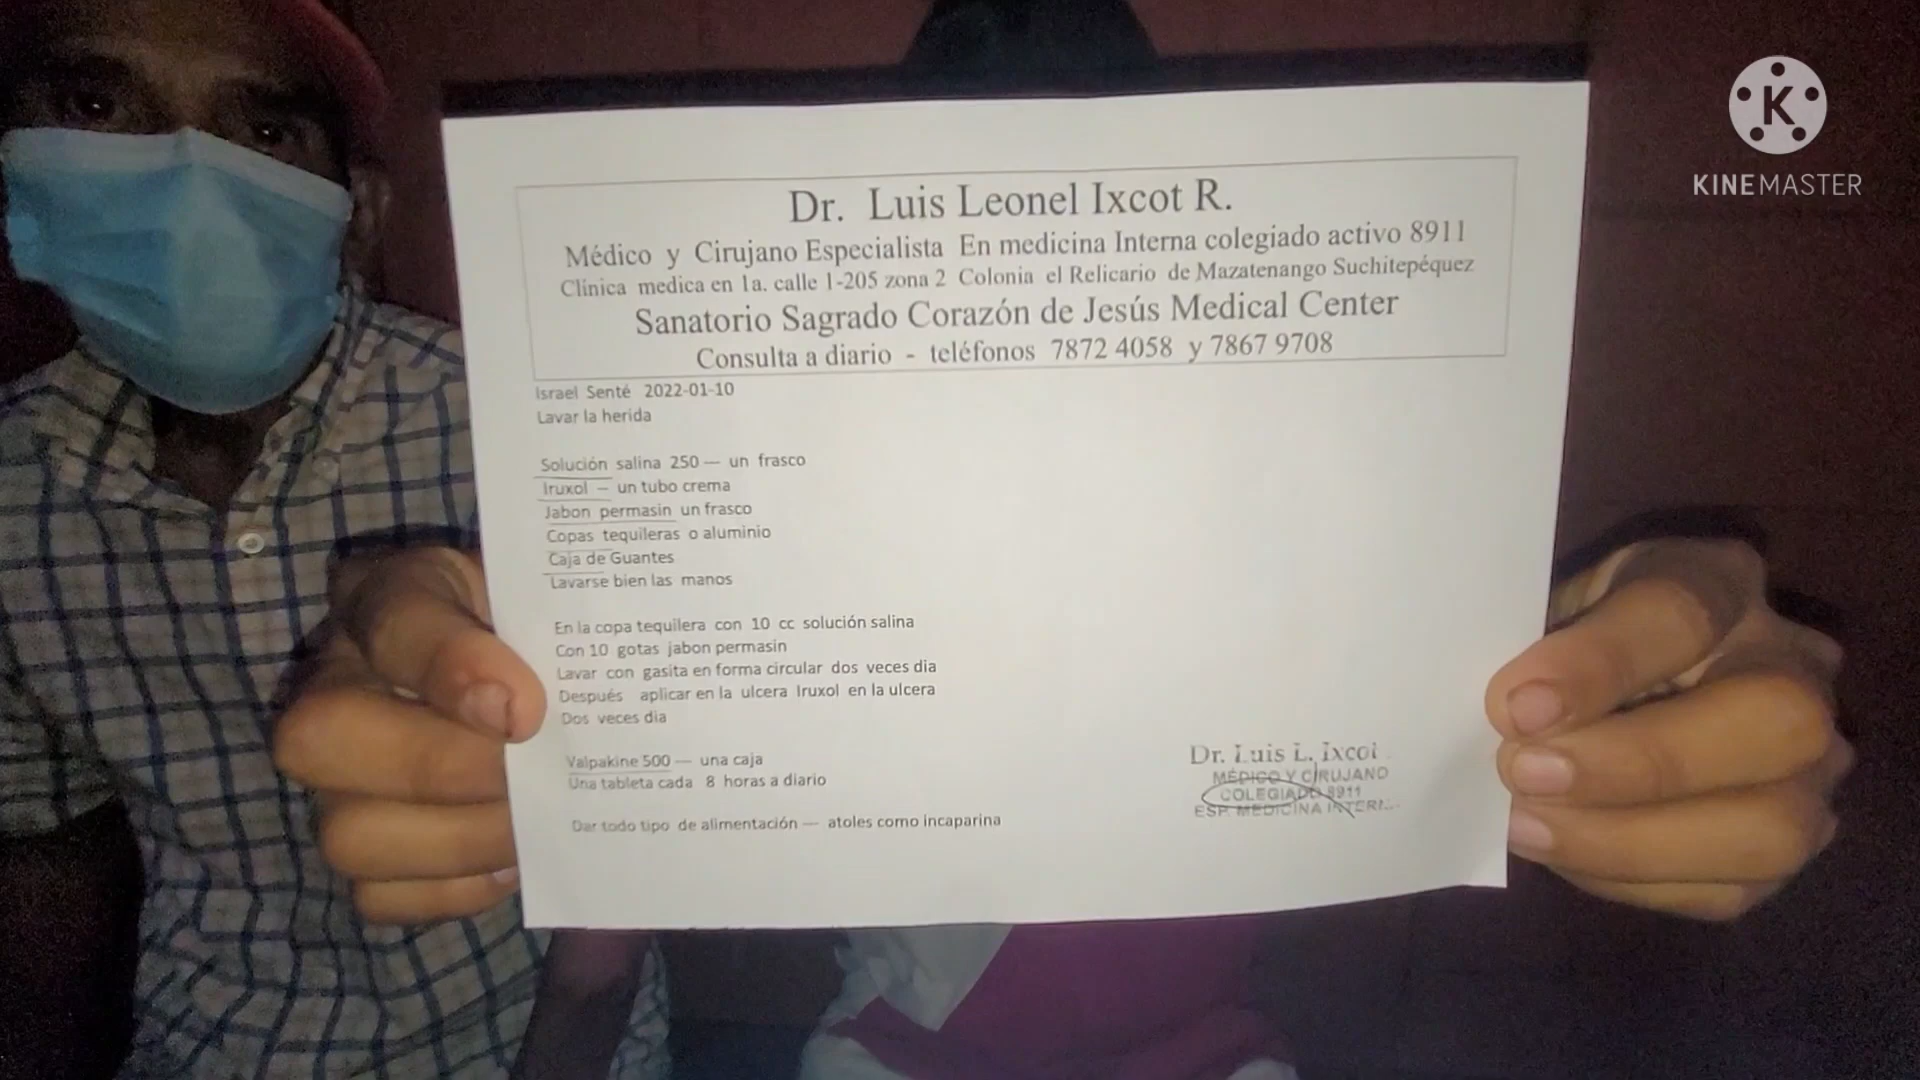 Dr. Luis Leonel Ixcot R.
Médico y Cirujano Especialista En medicina Interna colegiado activo 8911
Clínica medica en 1a. calle 1-205 zona 2 Colonia el Relicario de Mazatenango Suchitepéquez
Sanatorio Sagrado Corazón de Jesús Medical Center
Consulta a diario - teléfonos 7872 4058 y 7867 9708
Israel Senté 2022-01-10
Lavar la herida
Solución salina 250 — un frasco
Iruxol – un tubo crema
Jabon permasin un frasco
Copas tequileras o aluminio
Caja de Guantes
Lavarse bien las manos
En la copa tequilera con 10 cc solución salina
Con 10 gotas jabon permasin
Lavar con gasita en forma circular dos veces dia
Después aplicar en la ulcera Iruxol en la ulcera
Dos veces dia
Valpakine 500 — una caja
Una tableta cada 8 horas a diario
Dar todo tipo de alimentación — atoles como incaparina
Dr. Luis L. Ixcot
MÉDICO Y CIRUJANO
COLEGIADO 8911
ESP. MEDICINA
K
KINEMASTER